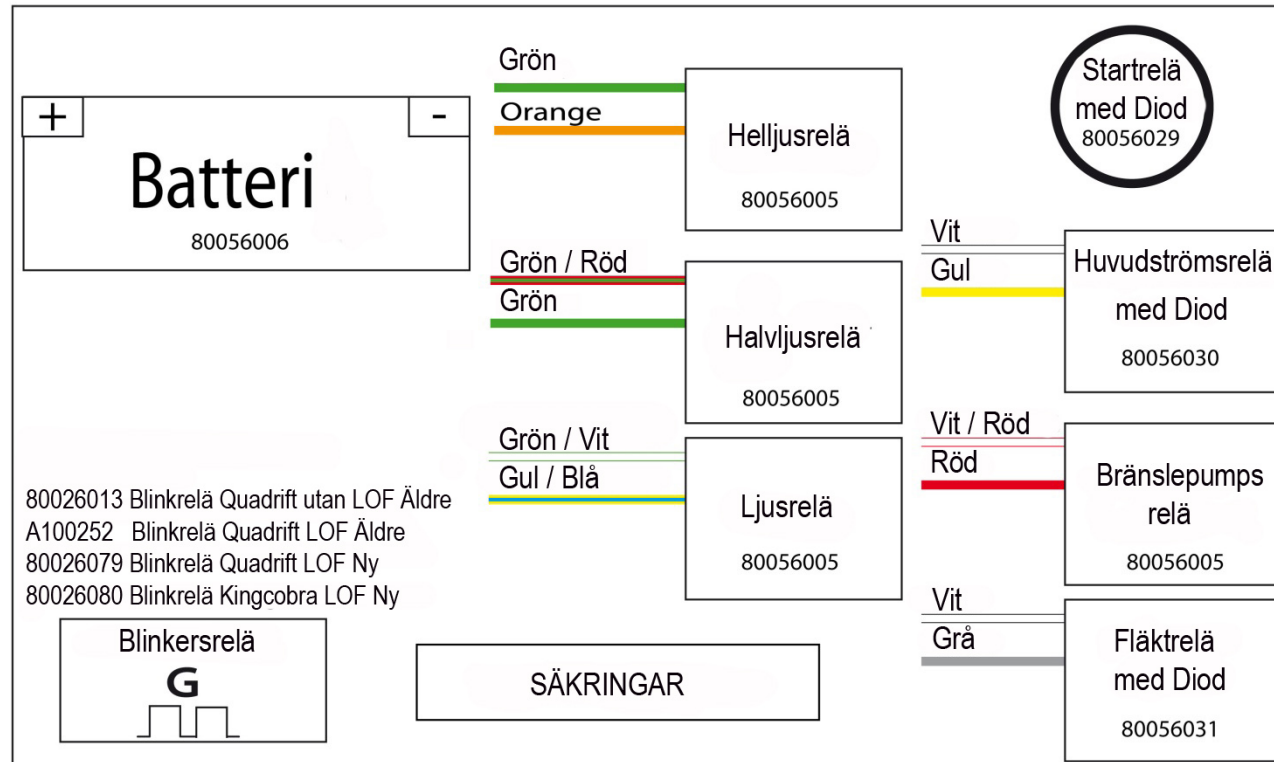 +
-
Batteri
80056006
Grön
Orange
Helljusrelä
80056005
Grön / Röd
Grön
Halvljusrelä
80056005
Grön / Vit
Gul / Blå
Ljusrelä
80056005
Startrelä
med Diod
80056029
Vit
Gul
Huvudströmsrelä
med Diod
80056030
Vit / Röd
Röd
Bränslepumps
relä
80056005
Vit
Grå
Fläktrelä
med Diod
80056031
80026013 Blinkrelä Quadrift utan LOF Äldre
A100252 Blinkrelä Quadrift LOF Äldre
80026079 Blinkrelä Quadrift LOF Ny
80026080 Blinkrelä Kingcobra LOF Ny
Blinkersrelä
G
SÄKRINGAR